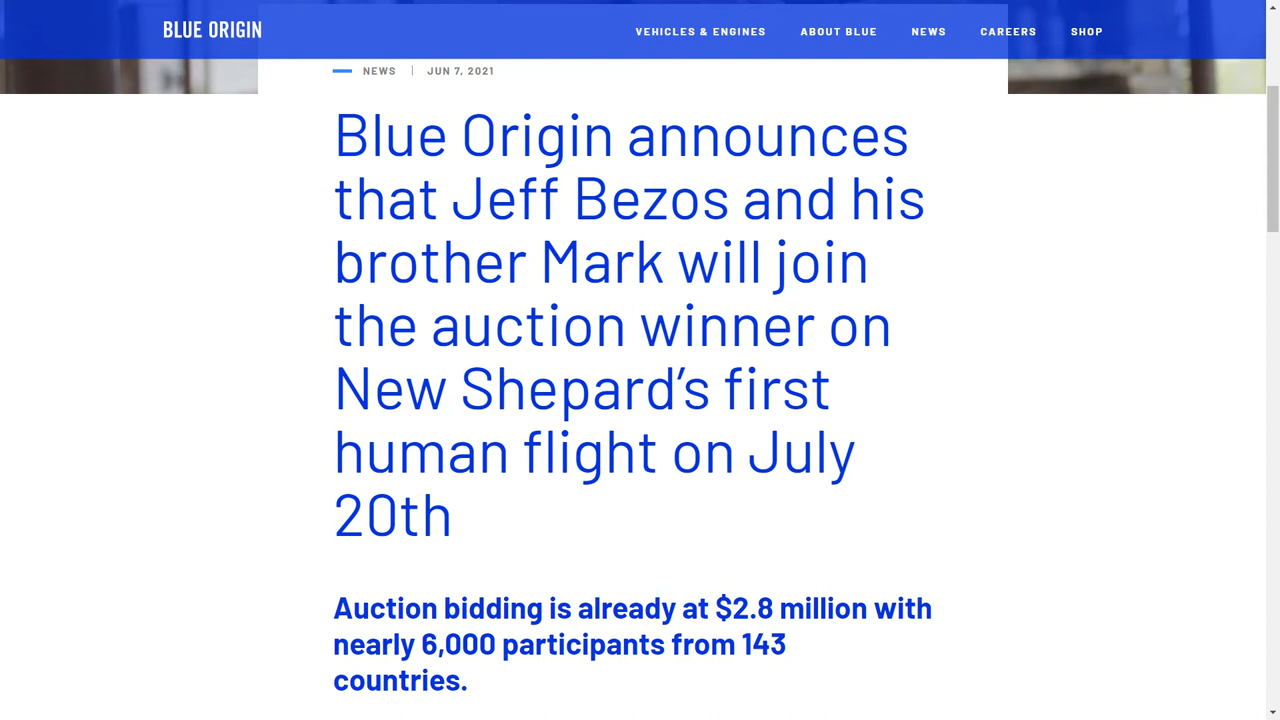 BLUE ORIGIN
VEHICLES & ENGINES ABOUT BLUE NEWS CAREERS SHOP
NEWS | JUN 7, 2021
Blue Origin announces
that Jeff Bezos and his
brother Mark will join
the auction winner on
New Shepard’s first
human flight on July
20th
Auction bidding is already at $2.8 million with
nearly 6,000 participants from 143
countries.